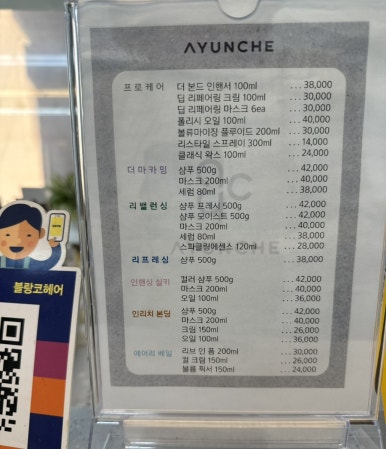 AYUNCHE
프로케어 더 본드 인핸서 100ml ... 38,000
딥 리페어링 크림 100ml ... 30,000
딥 리페어링 마스크 6ea ... 30,000
폴리시 오일 100ml ... 40,000
볼류마이징 플루이드 200ml ... 30,000
리스타일 스프레이 300ml ... 14,000
클래식 왁스 100ml ... 24,000
더마카밍 샴푸 500g ... 42,000
마스크 200ml ... 40,000
세럼 80ml ... 38,000
리밸런싱 샴푸 프레시 500g ... 42,000
샴푸 모이스트 500g ... 42,000
마스크 200ml ... 40,000
세럼 80ml ... 38,000
스파클링에센스 120ml ... 28,000
AYUNCHE
리프레싱 샴푸 500g ... 38,000
인핸싱 실키 컬러 샴푸 500g ... 42,000
마스크 200ml ... 40,000
오일 100ml ... 36,000
인리치 본딩 샴푸 500g ... 42,000
마스크 200ml ... 40,000
크림 150ml ... 26,000
오일 100ml ... 36,000
에어리 베일 리브 인 폼 200ml ... 30,000
컬 크림 150ml ... 26,000
볼륨 픽서 150ml ... 24,000
블랑코헤어